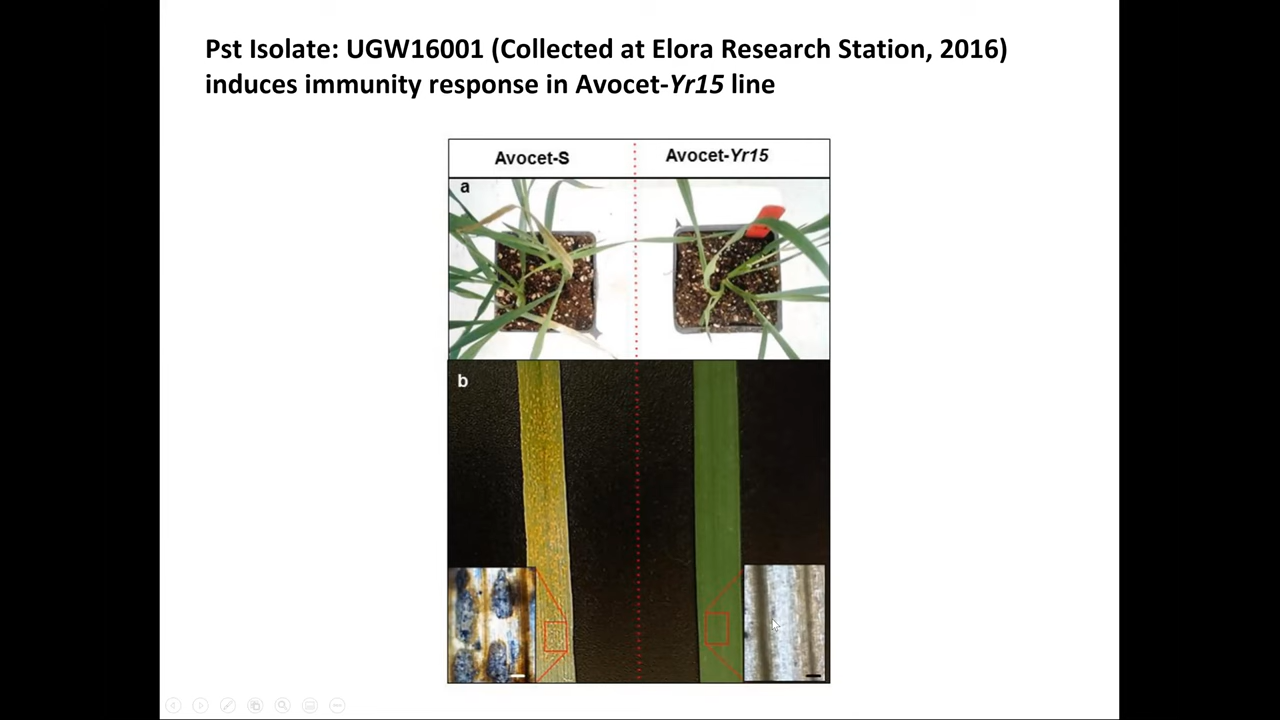 Pst Isolate: UGW16001 (Collected at Elora Research Station, 2016)
induces immunity response in Avocet-Yr15 line
Avocet-S
Avocet-Yr15
a
b